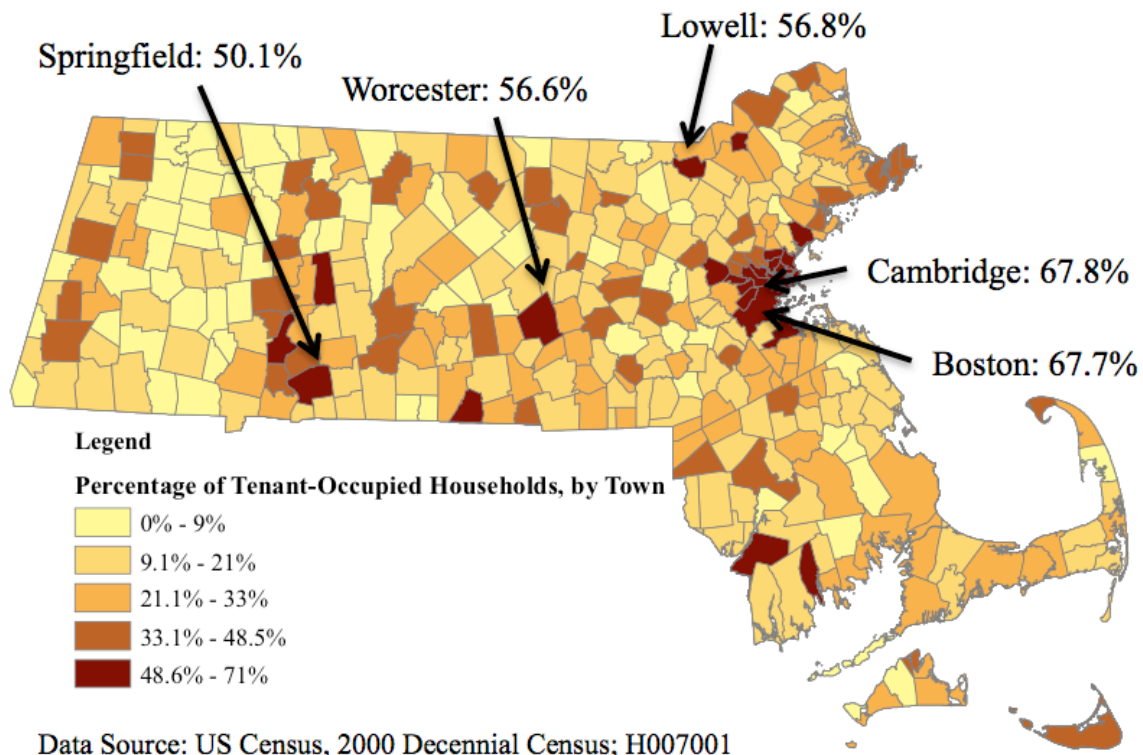 Lowell: 56.8%
Springfield: 50.1%
Worcester: 56.6%
Cambridge: 67.8%
Boston: 67.7%
Legend
Percentage of Tenant-Occupied Households, by Town
0% - 9%
9.1% - 21%
21.1% - 33%
33.1% - 48.5%
48.6% - 71%
Data Source: US Census, 2000 Decennial Census; H007001